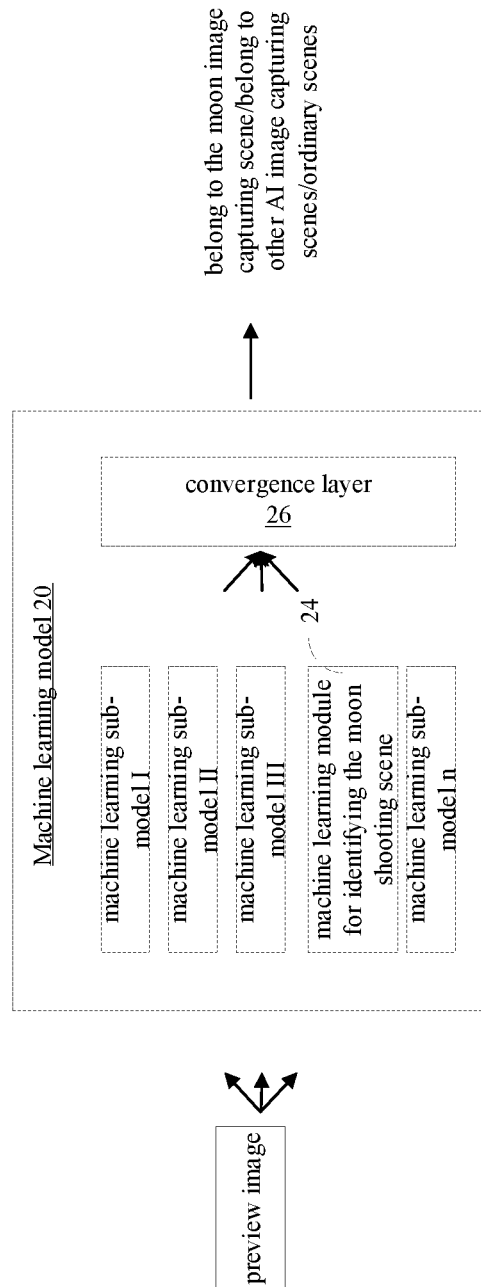 preview image
Machine learning model 20
machine learning sub-
model I
machine learning sub-
model II
machine learning sub-
model III
machine learning module
for identifying the moon
shooting scene
machine learning sub-
model n
24
convergence layer
26
belong to the moon image
capturing scene/belong to
other AI image capturing
scenes/ordinary scenes